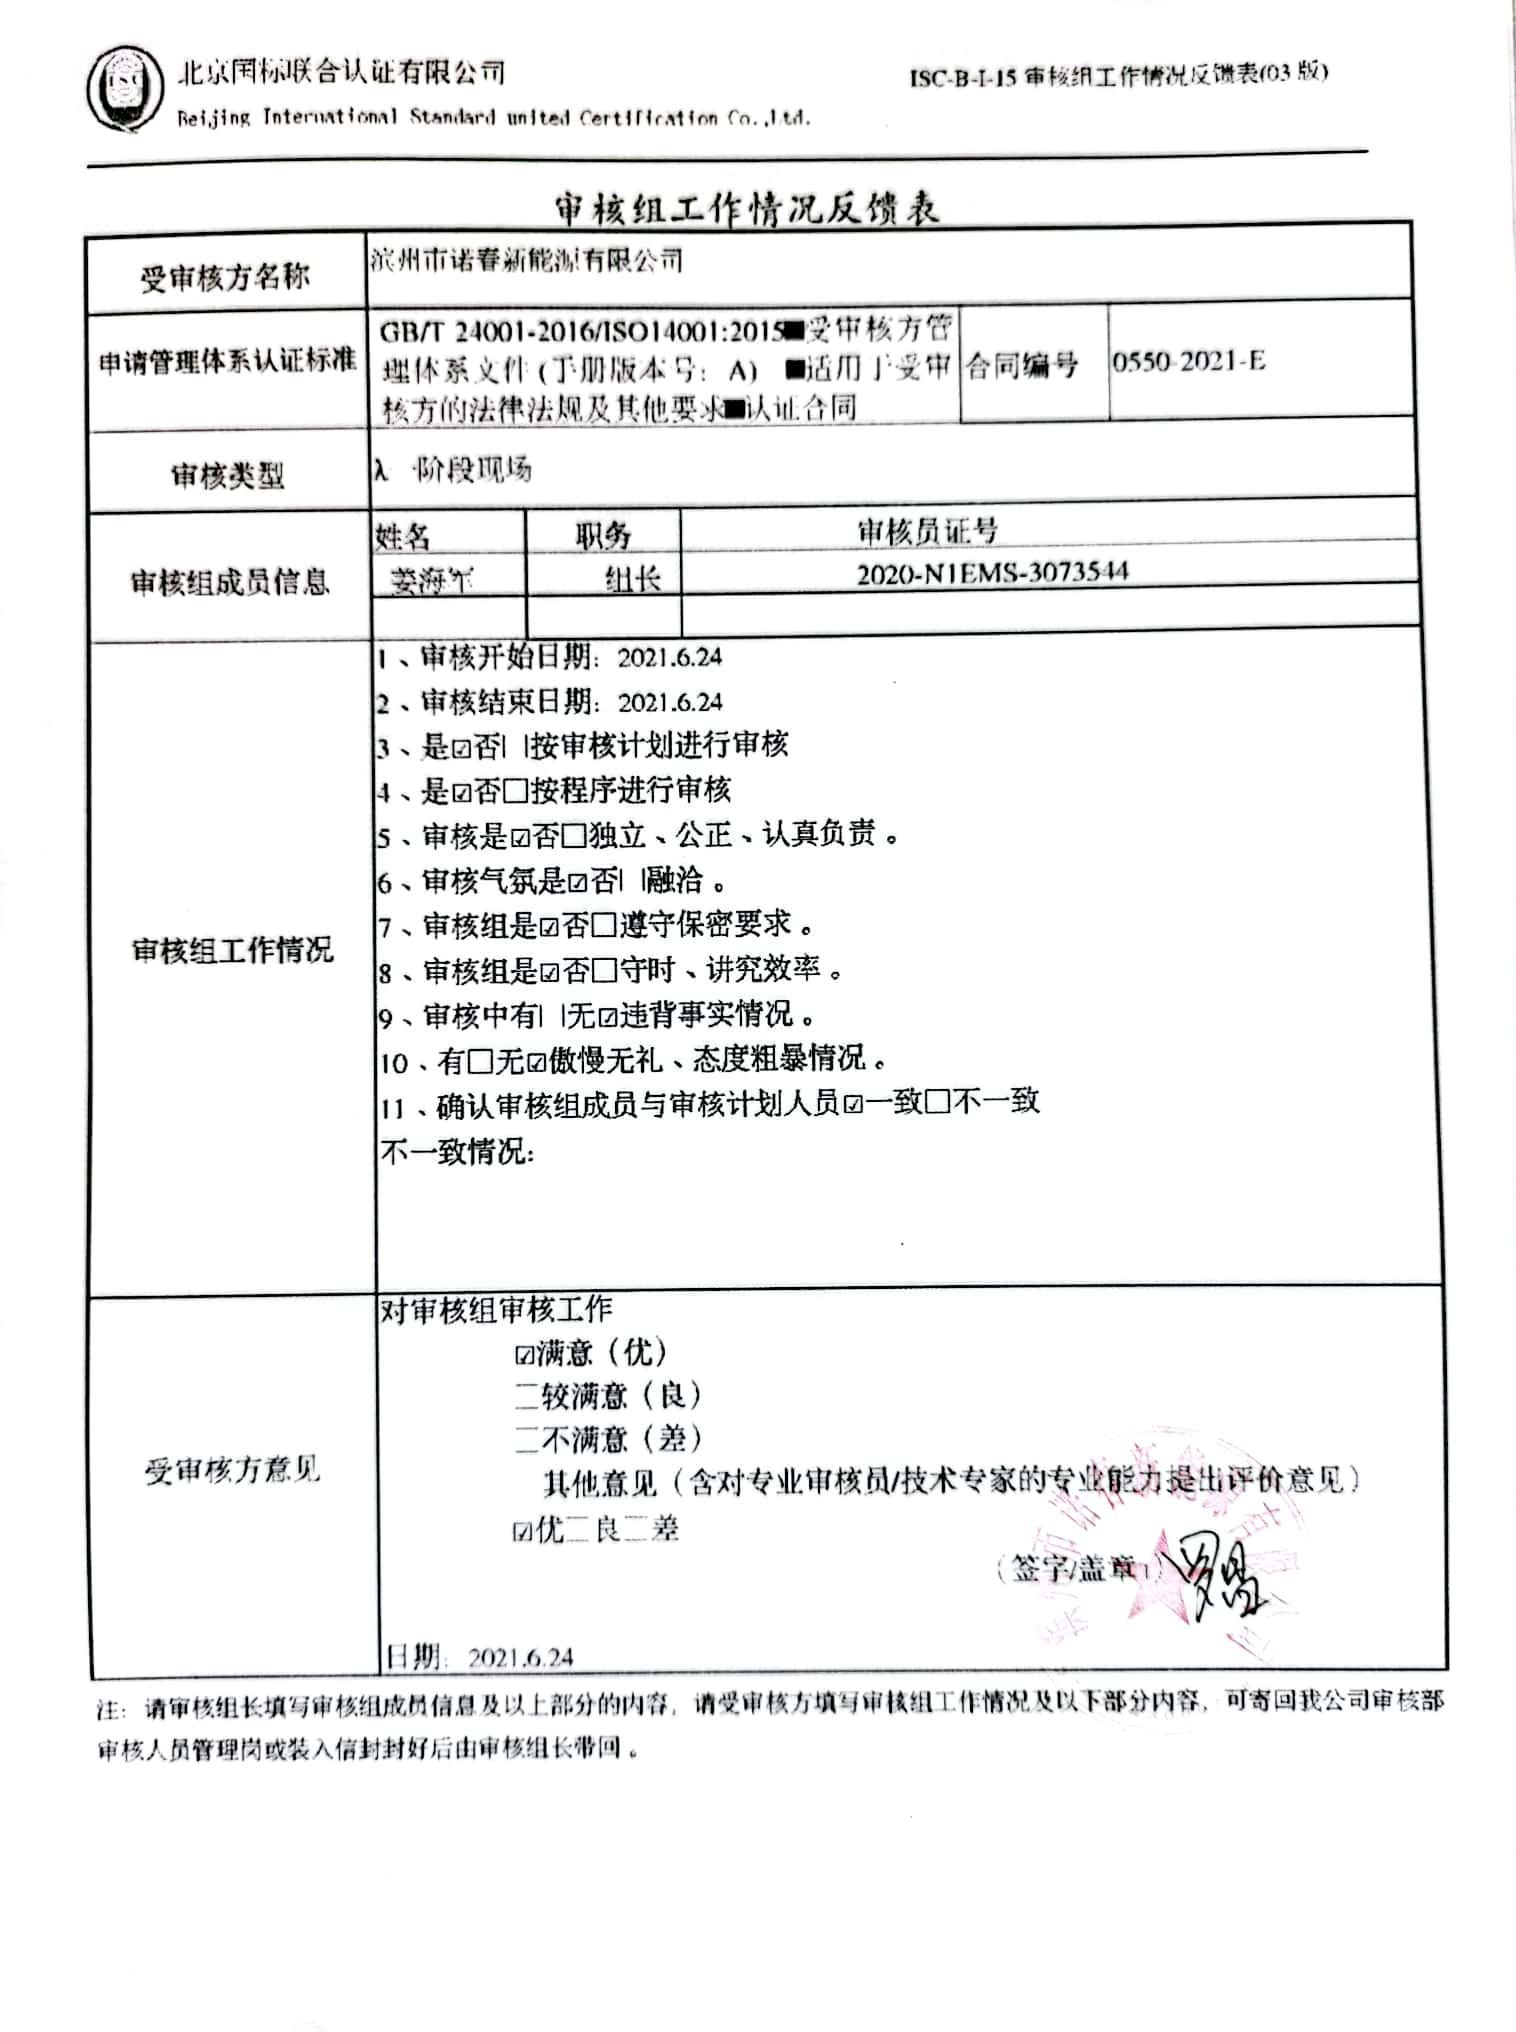 北京国标联合认证有限公司
ISC-B-I-15 审核组工作情况反馈表(03 版)
Beijing International Standard united Certification Co.,Ltd.
审核组工作情况反馈表
受审核方名称
滨州市诺春新能源有限公司
申请管理体系认证标准
GB/T 24001-2016/ISO14001:2015■受审核方管
理体系文件(手册版本号：A) ■适用于受审
核方的法律法规及其他要求■认证合同
合同编号
0550-2021-E
审核类型
阶段现场
审核组成员信息
姓名 职务 审核员证号
姜海军 组长 2020-N1EMS-3073544
审核组工作情况
1、审核开始日期：2021.6.24
2、审核结束日期：2021.6.24
3、是☑否□按审核计划进行审核
4、是☑否□按程序进行审核
5、审核是☑否□独立、公正、认真负责。
6、审核气氛是☑否□融洽。
7、审核组是☑否□遵守保密要求。
8、审核组是☑否□守时、讲究效率。
9、审核中有□无☑违背事实情况。
10、有□无☑傲慢无礼、态度粗暴情况。
11、确认审核组成员与审核计划人员☑一致□不一致
不一致情况：
受审核方意见
对审核组审核工作
☑满意（优）
□较满意（良）
□不满意（差）
其他意见（含对专业审核员/技术专家的专业能力提出评价意见）
☑优□良□差
（签字/盖章）
日期：2021.6.24
注：请审核组长填写审核组成员信息及以上部分的内容，请受审核方填写审核组工作情况及以下部分内容，可寄回我公司审核部
审核人员管理岗或装入信封封好后由审核组长带回。